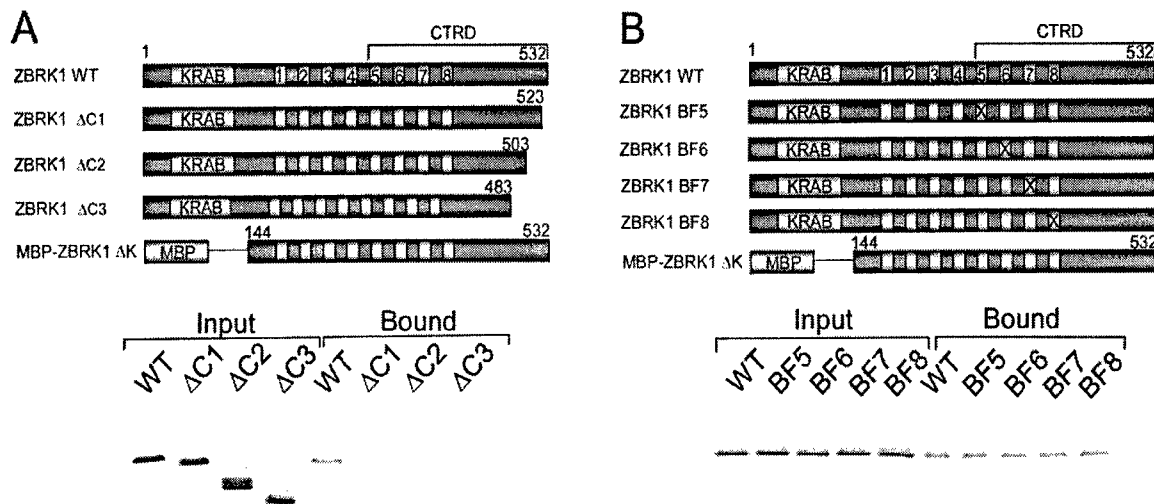 A
CTRD
1
532
ZBRK1 WT
KRAB
1 2 3 4 5 6 7 8
523
ZBRK1 ΔC1
KRAB
503
ZBRK1 ΔC2
KRAB
483
ZBRK1 ΔC3
KRAB
144
532
MBP-ZBRK1 ΔK
MBP
Input
Bound
WT ΔC1 ΔC2 ΔC3 WT ΔC1 ΔC2 ΔC3
B
CTRD
1
532
ZBRK1 WT
KRAB
1 2 3 4 5 6 7 8
ZBRK1 BF5
KRAB
X
ZBRK1 BF6
KRAB
X
ZBRK1 BF7
KRAB
X
ZBRK1 BF8
KRAB
X
144
532
MBP-ZBRK1 ΔK
MBP
Input
Bound
WT BF5 BF6 BF7 BF8 WT BF5 BF6 BF7 BF8